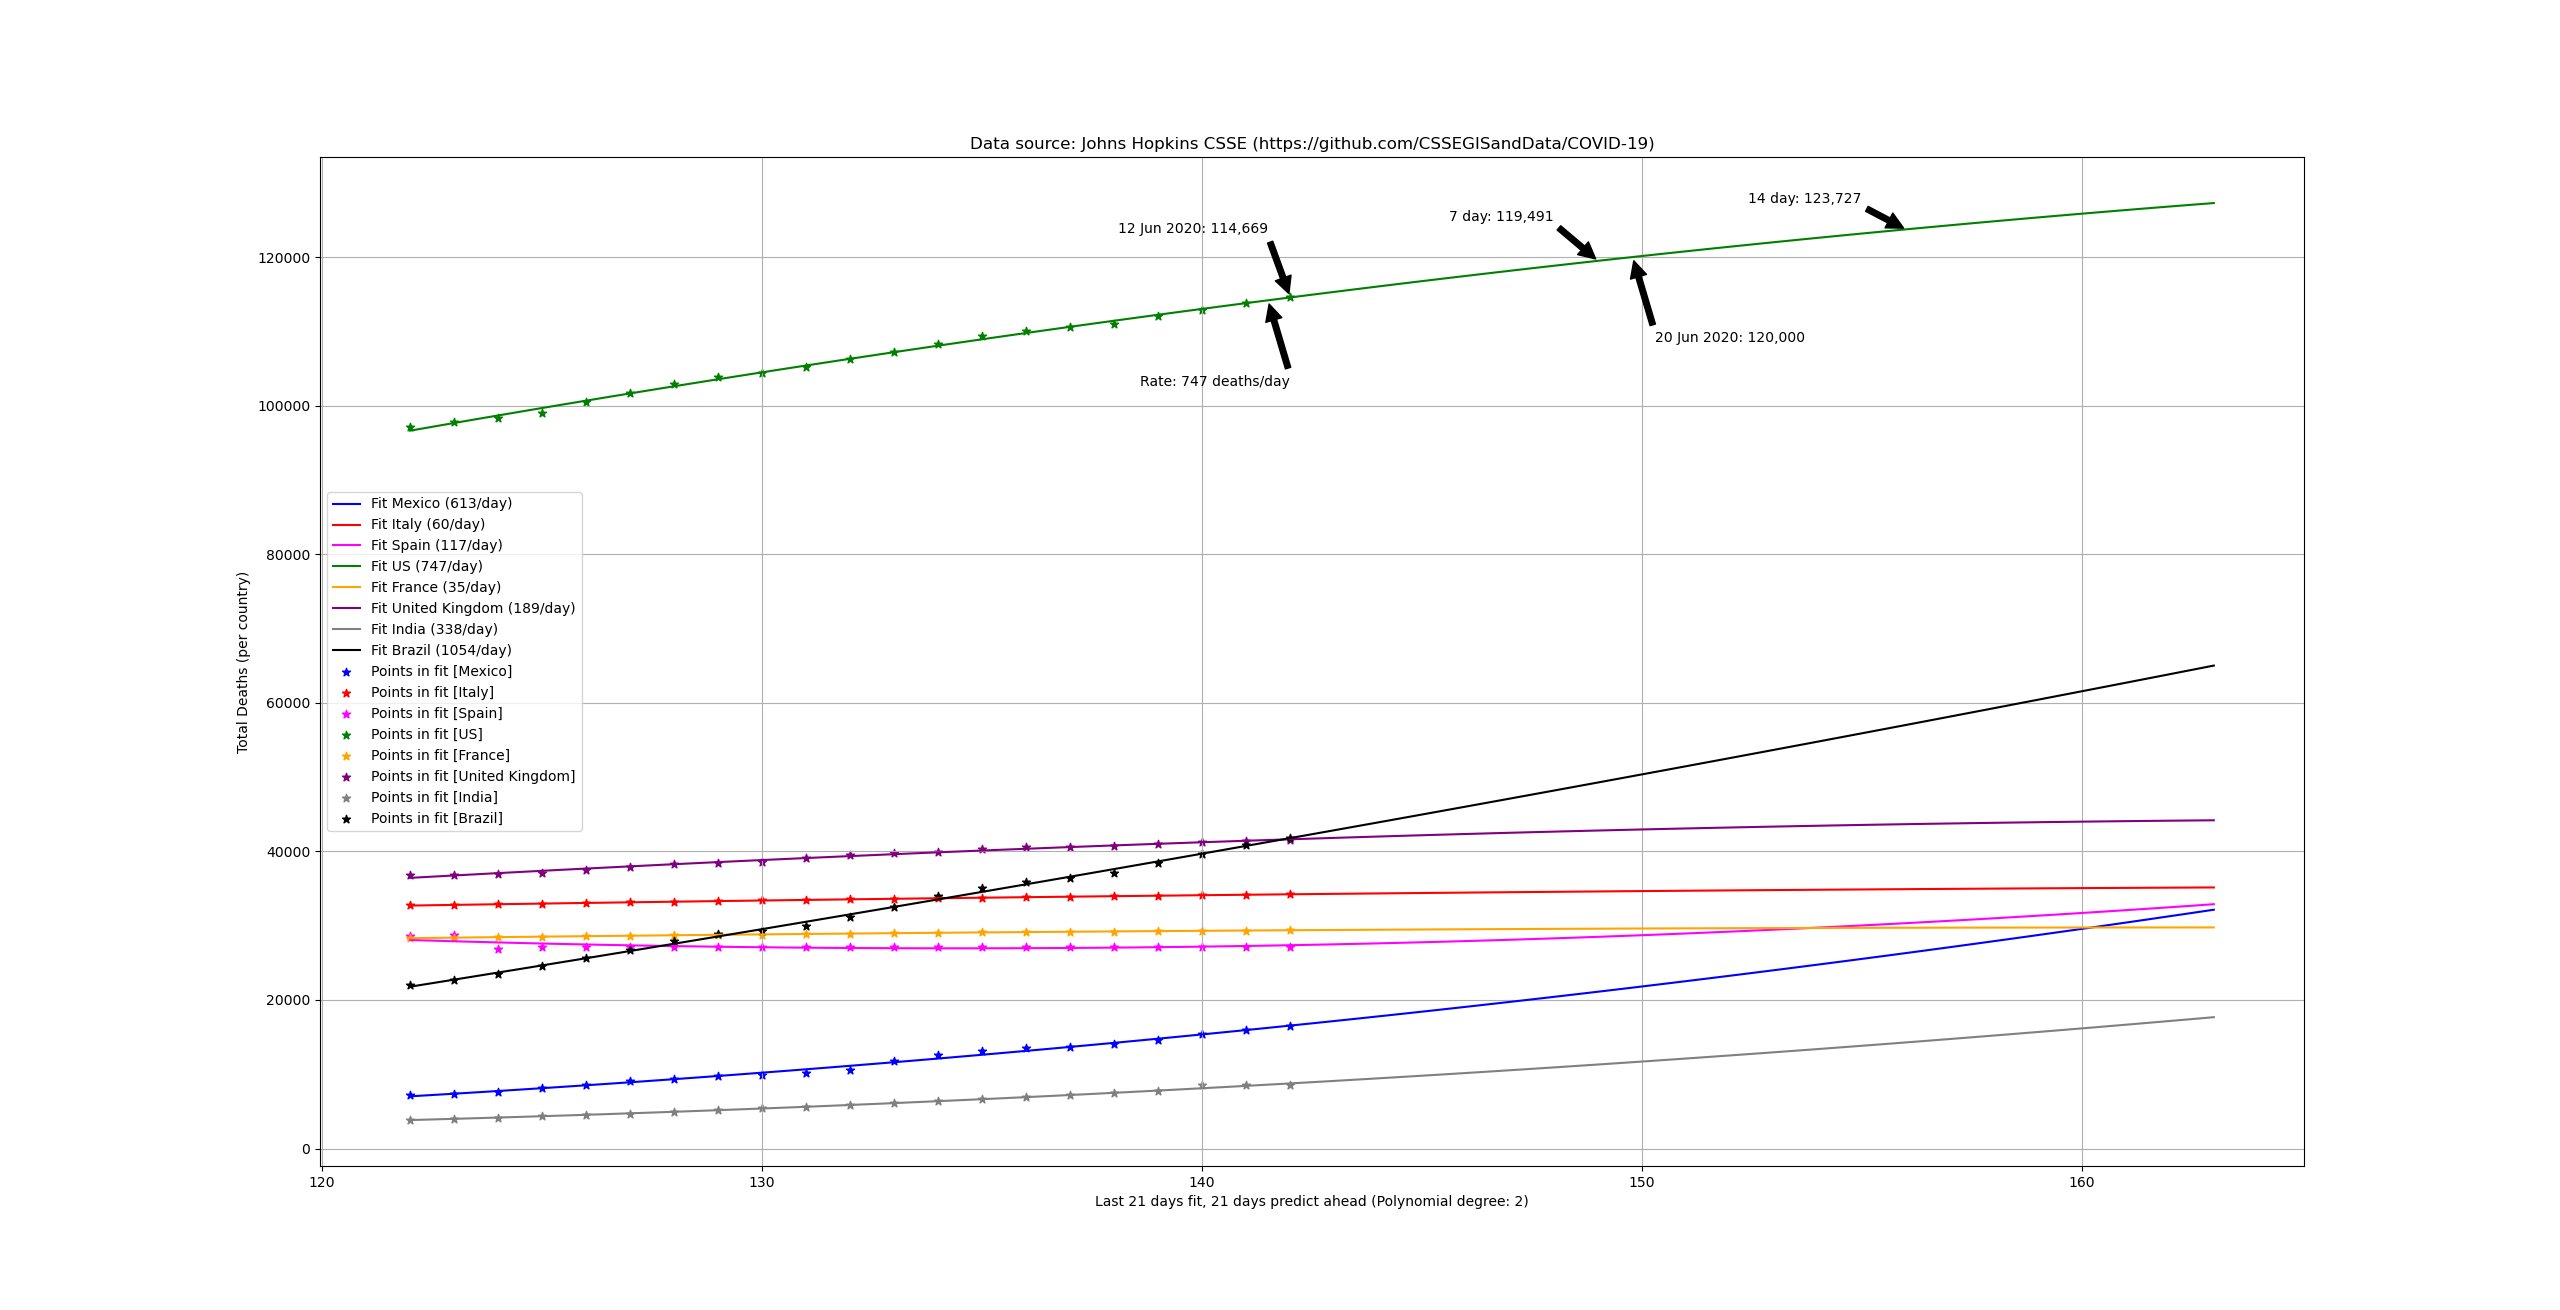 Data source: Johns Hopkins CSSE (https://github.com/CSSEGISandData/COVID-19)
14 day: 123,727
7 day: 119,491
12 Jun 2020: 114,669
20 Jun 2020: 120,000
Rate: 747 deaths/day
120000
100000
80000
60000
40000
20000
0
Total Deaths (per country)
Fit Mexico (613/day)
Fit Italy (60/day)
Fit Spain (117/day)
Fit US (747/day)
Fit France (35/day)
Fit United Kingdom (189/day)
Fit India (338/day)
Fit Brazil (1054/day)
Points in fit [Mexico]
Points in fit [Italy]
Points in fit [Spain]
Points in fit [US]
Points in fit [France]
Points in fit [United Kingdom]
Points in fit [India]
Points in fit [Brazil]
120 130 140 150 160
Last 21 days fit, 21 days predict ahead (Polynomial degree: 2)